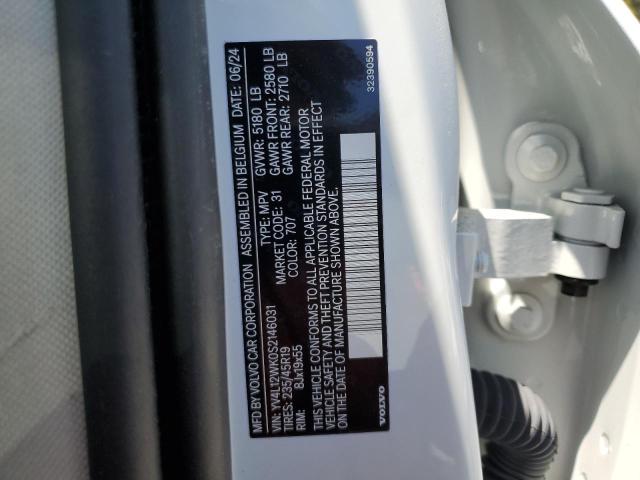 MFD BY VOLVO CAR CORPORATION ASSEMBLED IN BELGIUM DATE: 06/24
VIN: YV4L12WK0S2146031 TYPE: MPV GVWR: 5180 LB
TIRES: 235/45R19 MARKET CODE: 31 GAWR FRONT: 2580 LB
RIM: 8Jx19x55 COLOR: 707 GAWR REAR: 2710 LB
THIS VEHICLE CONFORMS TO ALL APPLICABLE FEDERAL MOTOR
VEHICLE SAFETY AND THEFT PREVENTION STANDARDS IN EFFECT
ON THE DATE OF MANUFACTURE SHOWN ABOVE.
VOLVO 32390594